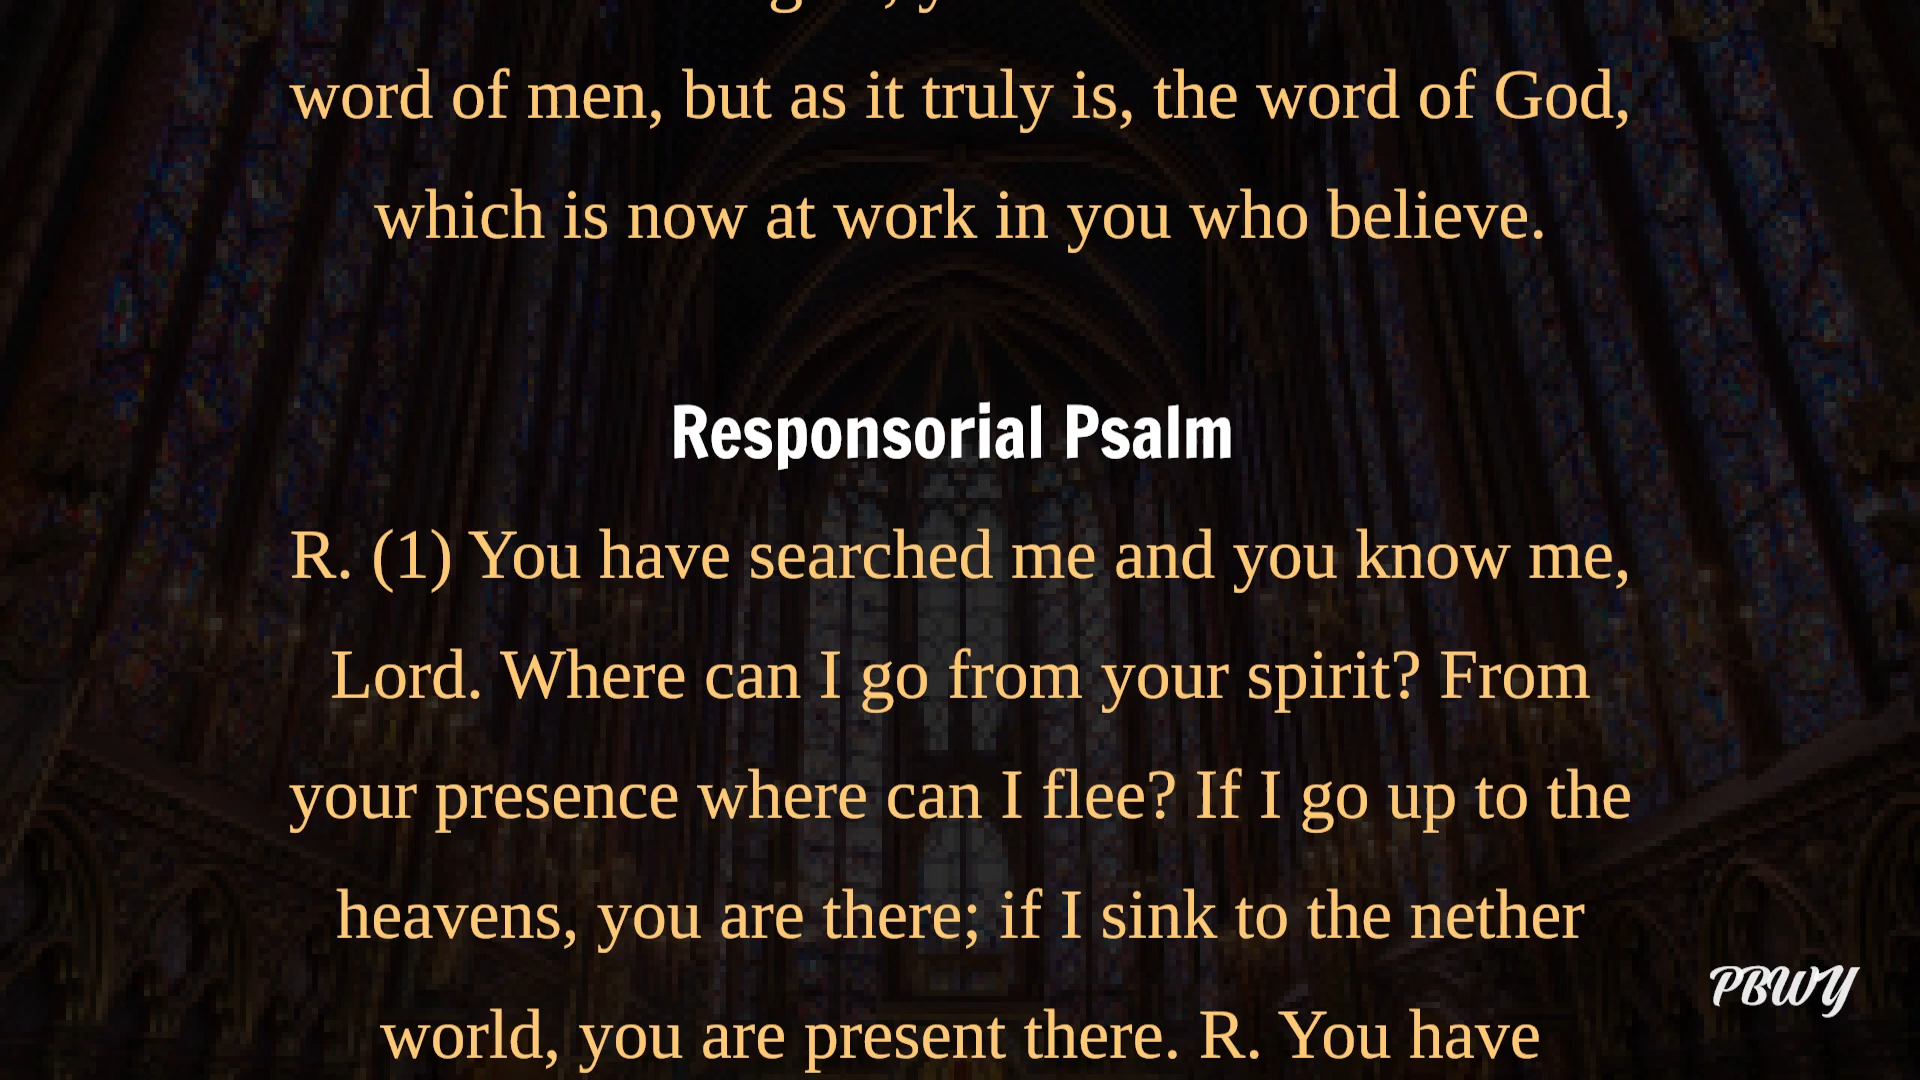 word of men, but as it truly is, the word of God,
which is now at work in you who believe.
Responsorial Psalm
R. (1) You have searched me and you know me,
Lord. Where can I go from your spirit? From
your presence where can I flee? If I go up to the
heavens, you are there; if I sink to the nether
world, you are present there. R. You have
PBWY